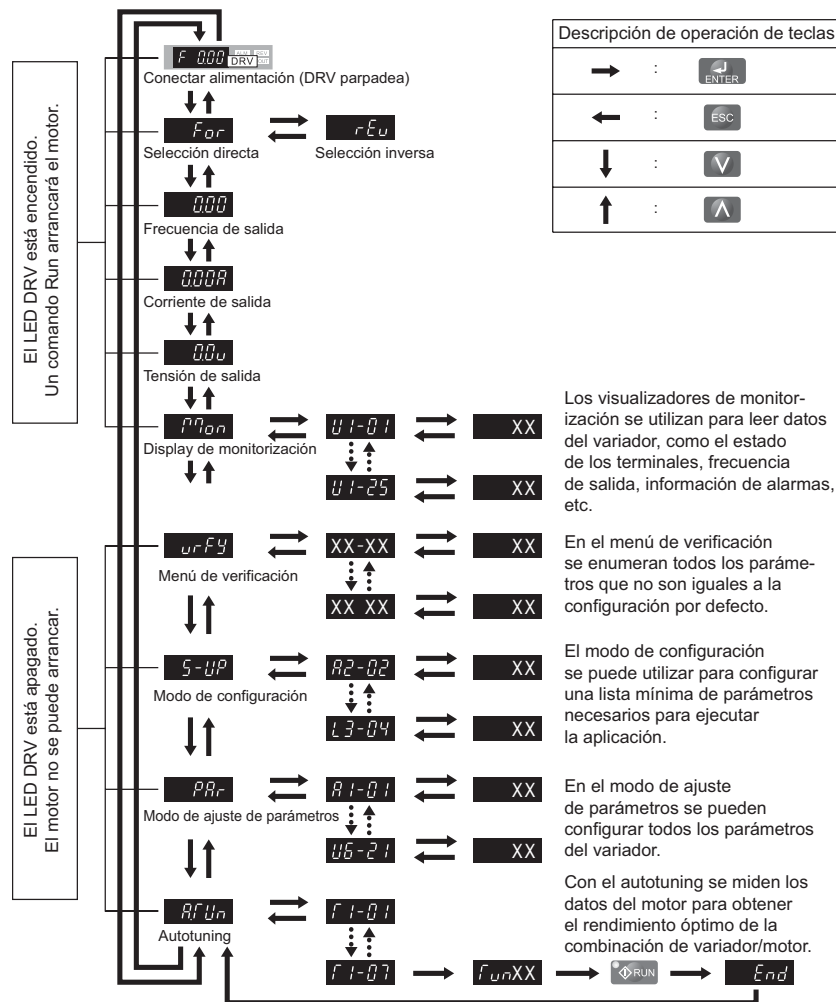 Descripción de operación de teclas
: ENTER
: ESC
:
:
F 0.00 DRV
Conectar alimentación (DRV parpadea)
For rEv
Selección directa Selección inversa
0.00
Frecuencia de salida
0.00A
Corriente de salida
0.0v
Tensión de salida
Mon U1-01 XX
Display de monitorización
U1-25 XX
El LED DRV está encendido.
Un comando Run arrancará el motor.
Los visualizadores de monitor-
ización se utilizan para leer datos
del variador, como el estado
de los terminales, frecuencia
de salida, información de alarmas,
etc.
vrFY XX-XX XX
Menú de verificación
XX XX XX
En el menú de verificación
se enumeran todos los paráme-
tros que no son iguales a la
configuración por defecto.
S-UP A2-02 XX
Modo de configuración
L3-04 XX
El modo de configuración
se puede utilizar para configurar
una lista mínima de parámetros
necesarios para ejecutar
la aplicación.
PAr A1-01 XX
Modo de ajuste de parámetros
U6-21 XX
En el modo de ajuste
de parámetros se pueden
configurar todos los parámetros
del variador.
El LED DRV está apagado.
El motor no se puede arrancar.
A.TUn T1-01
Autotuning
T1-07 TunXX RUN End
Con el autotuning se miden los
datos del motor para obtener
el rendimiento óptimo de la
combinación de variador/motor.